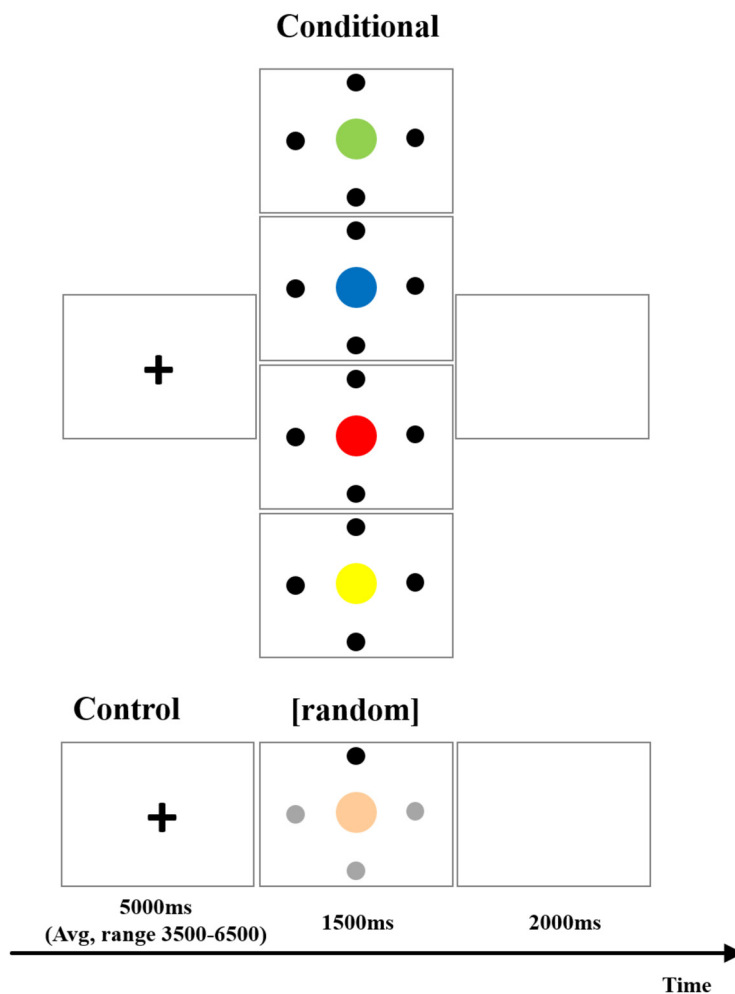 Conditional
Control
[random]
5000ms
(Avg, range 3500-6500)
1500ms
2000ms
Time